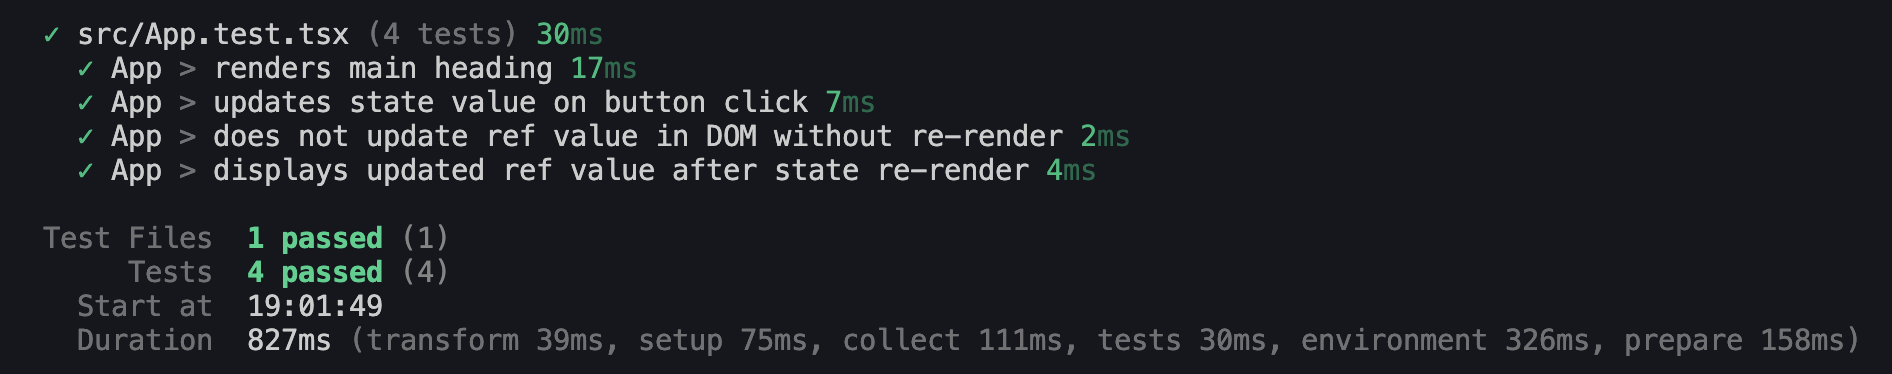 ✓ src/App.test.tsx (4 tests) 30ms
✓ App > renders main heading 17ms
✓ App > updates state value on button click 7ms
✓ App > does not update ref value in DOM without re-render 2ms
✓ App > displays updated ref value after state re-render 4ms
Test Files 1 passed (1)
Tests 4 passed (4)
Start at 19:01:49
Duration 827ms (transform 39ms, setup 75ms, collect 111ms, tests 30ms, environment 326ms, prepare 158ms)